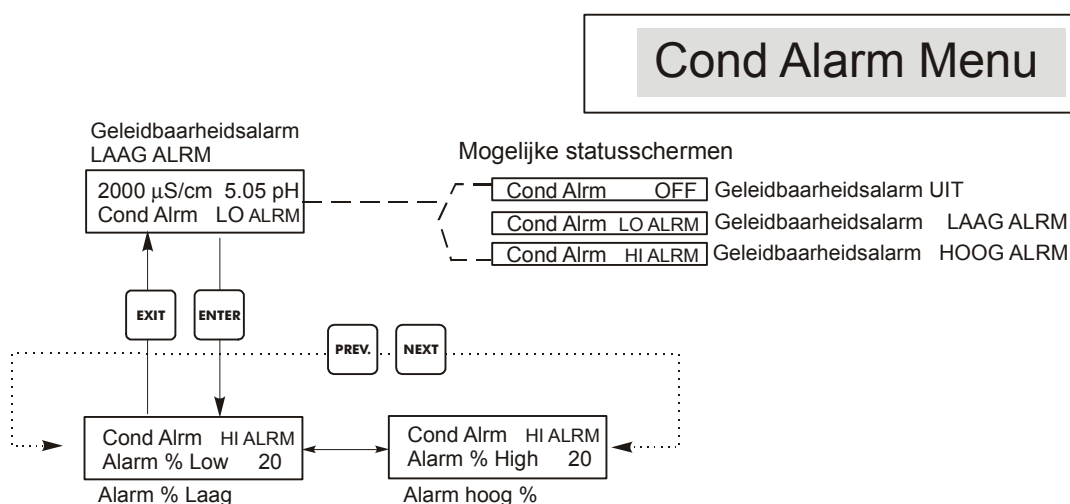 Cond Alarm Menu
Geleidbaarheidsalarm
LAAG ALRM
2000 μS/cm 5.05 pH
Cond Alrm LO ALRM
Mogelijke statusschermen
Cond Alrm OFF Geleidbaarheidsalarm UIT
Cond Alrm LO ALRM Geleidbaarheidsalarm LAAG ALRM
Cond Alrm HI ALRM Geleidbaarheidsalarm HOOG ALRM
EXIT ENTER
PREV. NEXT
Cond Alrm HI ALRM
Alarm % Low 20
Alarm % Laag
Cond Alrm HI ALRM
Alarm % High 20
Alarm hoog %